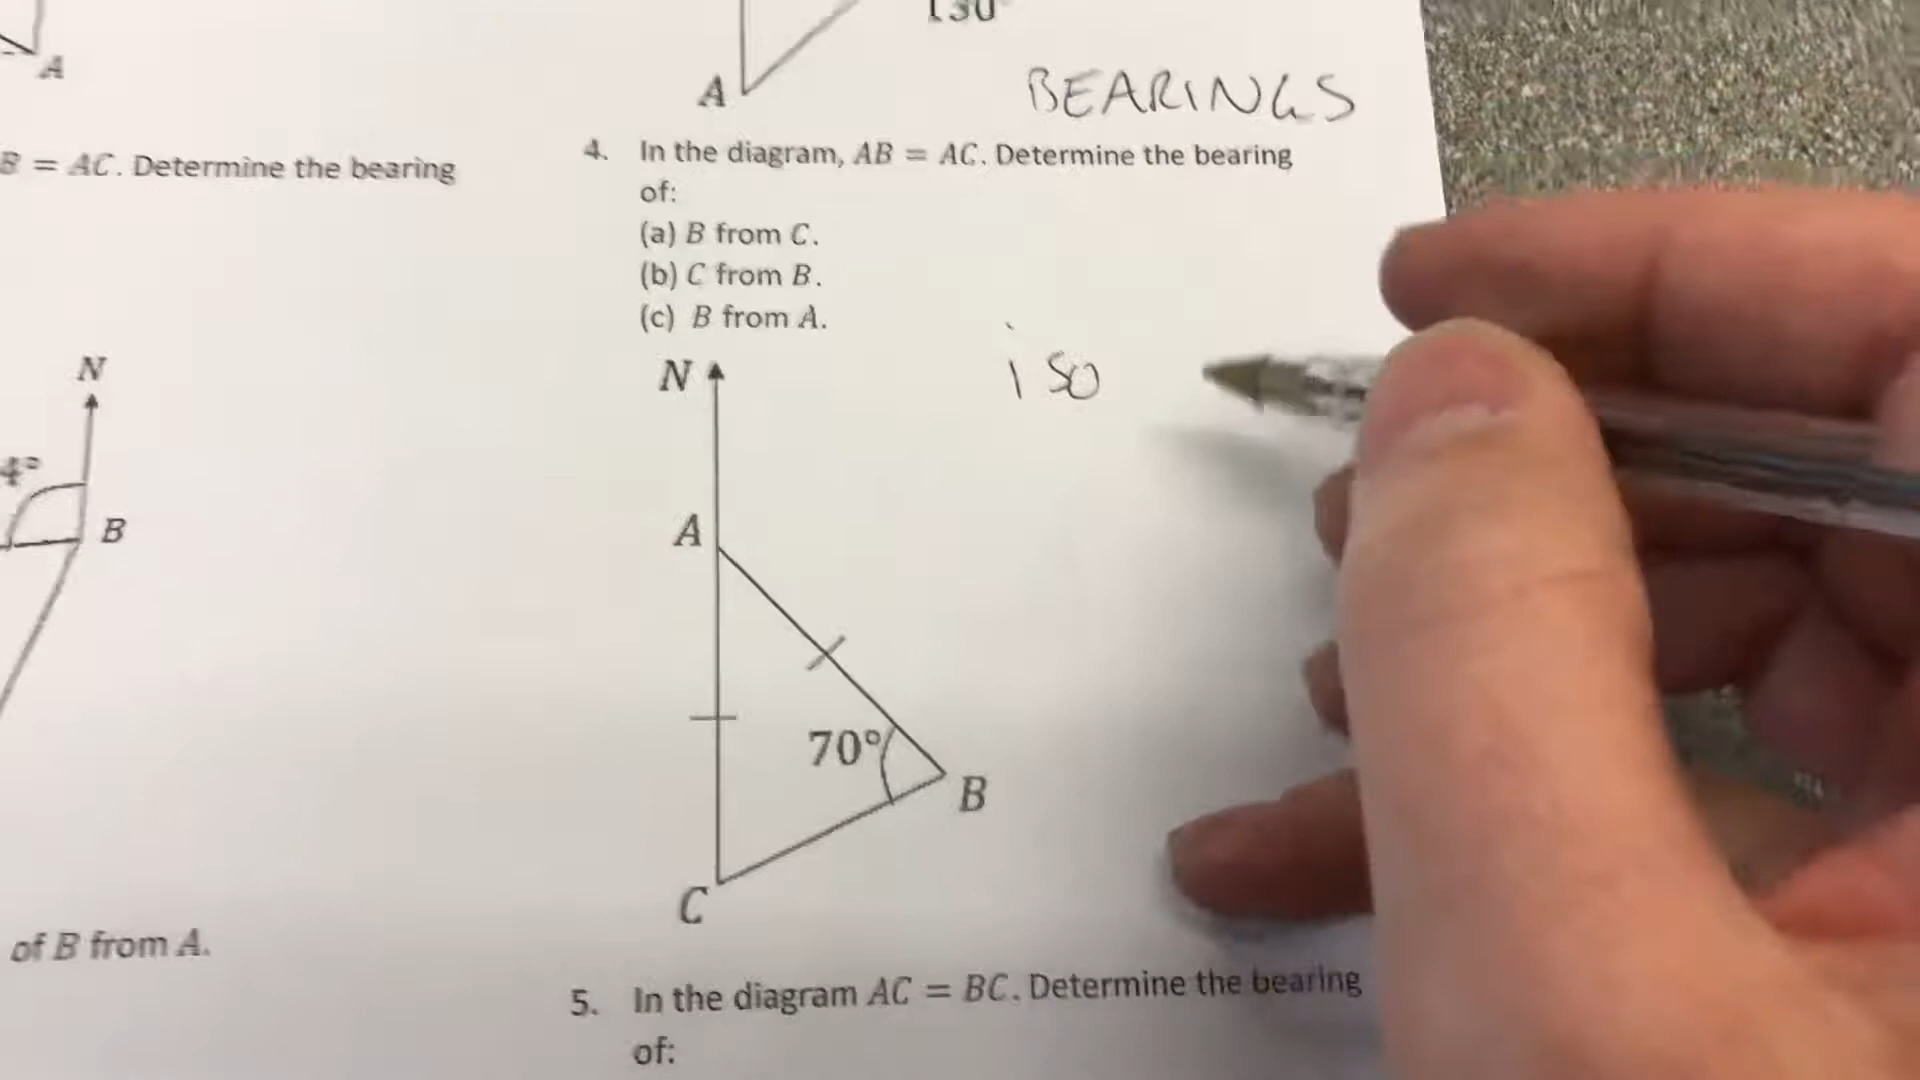 A
130
A
BEARINGS
B = AC. Determine the bearing
4. In the diagram, AB = AC. Determine the bearing
of:
(a) B from C.
(b) C from B.
(c) B from A.
iso
N
N
4°
B
A
70°
B
C
of B from A.
5. In the diagram AC = BC. Determine the bearing
of: